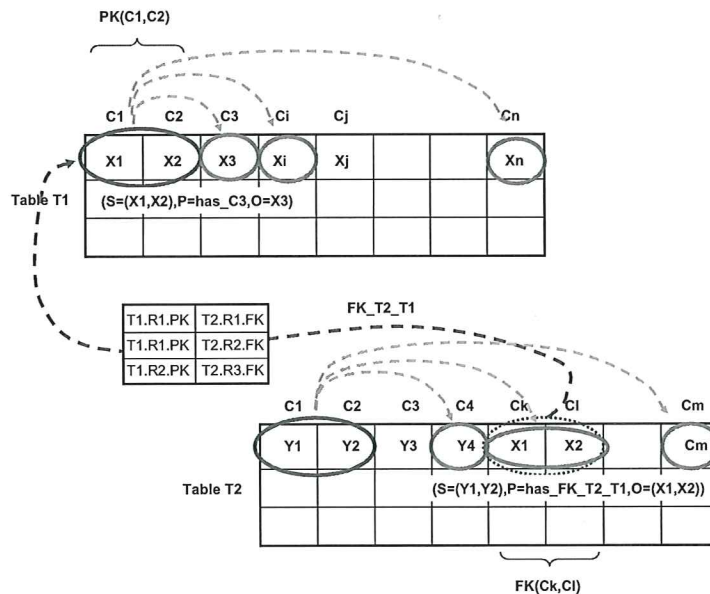 PK(C1,C2)
C1 C2 C3 Ci Cj Cn
X1 X2 X3 Xi Xj Xn
Table T1
(S=(X1,X2),P=has_C3,O=X3)
FK_T2_T1
T1.R1.PK T2.R1.FK
T1.R1.PK T2.R2.FK
T1.R2.PK T2.R3.FK
C1 C2 C3 C4 Ck Cl Cm
Y1 Y2 Y3 Y4 X1 X2 Cm
Table T2
(S=(Y1,Y2),P=has_FK_T2_T1,O=(X1,X2))
FK(Ck,Cl)